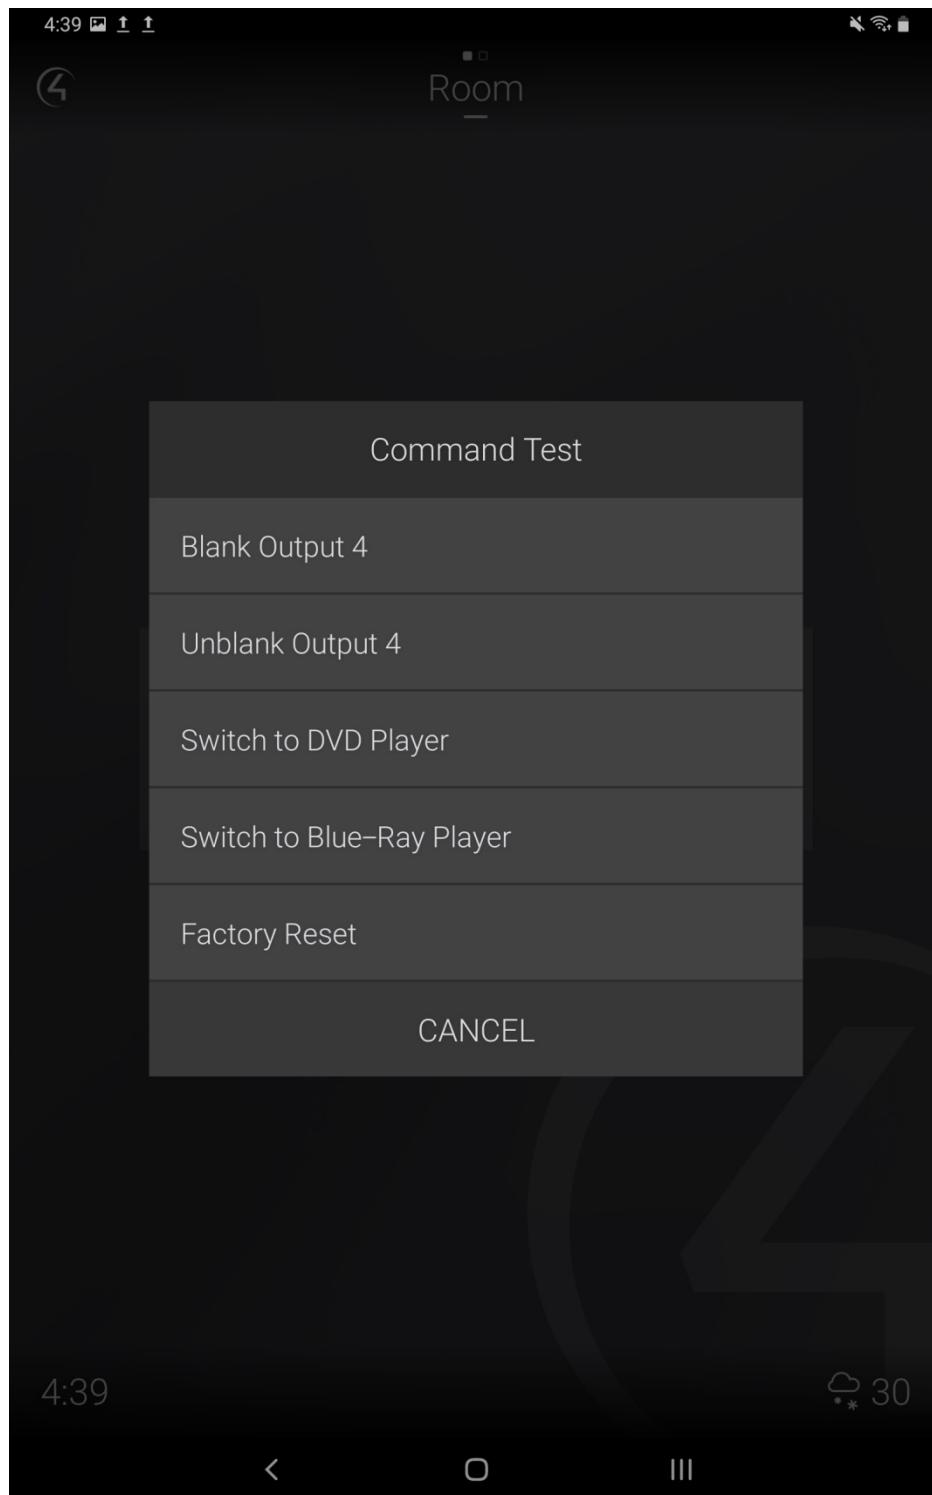 4:39
Room
Command Test
Blank Output 4
Unblank Output 4
Switch to DVD Player
Switch to Blue-Ray Player
Factory Reset
CANCEL
4:39
30